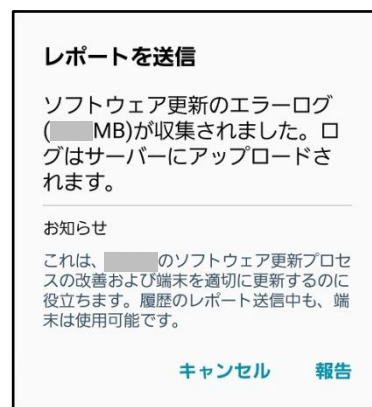 レポートを送信
ソフトウェア更新のエラーログ
(MB)が収集されました。ロ
グはサーバーにアップロードさ
れます。
お知らせ
これは、のソフトウェア更新プロセ
スの改善および端末を適切に更新するのに
役立ちます。履歴のレポート送信中も、端
末は使用可能です。
キャンセル 報告